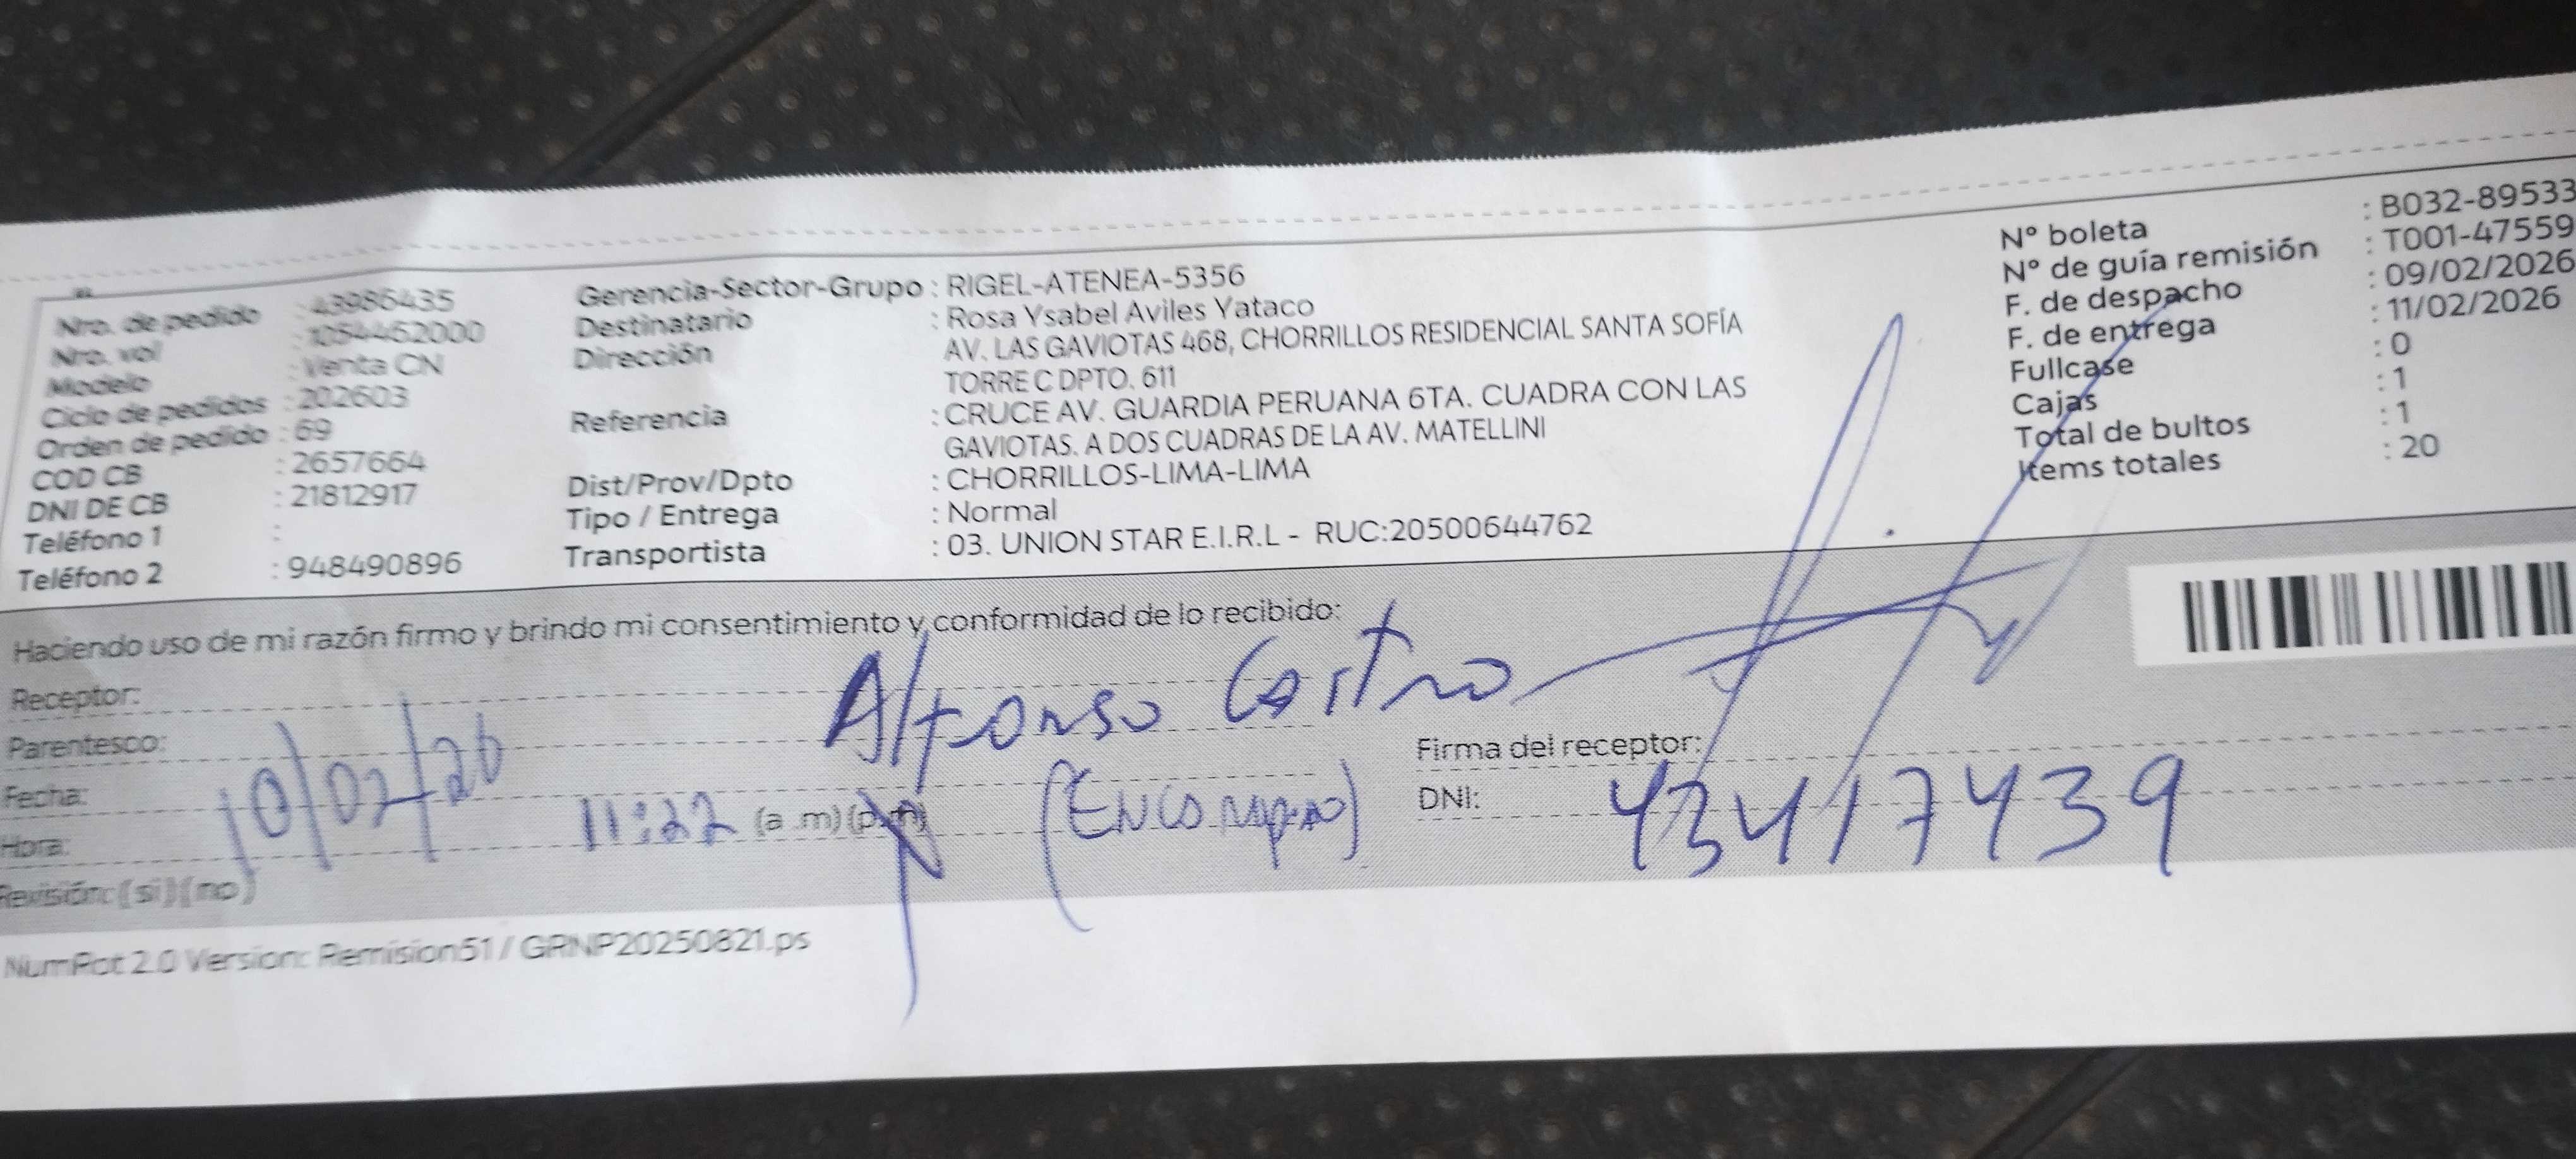 Nro. de pedido : 43986435
Nro. vol : 1054462000
Modelo : Venta CN
Ciclo de pedidos : 202603
Orden de pedido : 69
COD CB : 2657664
DNI DE CB : 21812917
Teléfono 1 :
Teléfono 2 : 948490896
Gerencia-Sector-Grupo : RIGEL-ATENEA-5356
Destinatario : Rosa Ysabel Aviles Yataco
Dirección : AV. LAS GAVIOTAS 468, CHORRILLOS RESIDENCIAL SANTA SOFÍA
TORRE C DPTO. 611
Referencia : CRUCE AV. GUARDIA PERUANA 6TA. CUADRA CON LAS
GAVIOTAS. A DOS CUADRAS DE LA AV. MATELLINI
Dist/Prov/Dpto : CHORRILLOS-LIMA-LIMA
Tipo / Entrega : Normal
Transportista : 03. UNION STAR E.I.R.L - RUC:20500644762
N° boleta : B032-89533
N° de guía remisión : T001-47559
F. de despacho : 09/02/2026
F. de entrega : 11/02/2026
Fullcase : 0
Cajas : 1
Total de bultos : 1
Items totales : 20
Haciendo uso de mi razón firmo y brindo mi consentimiento y conformidad de lo recibido:
Receptor: Alfonso Castro
Parentesco:
Fecha: 10/02/26
Hora: 11:22 (a .m)(p.m)
Revisión: (si) (no)
Firma del receptor:
DNI: 43417439
NumRot 2.0 Version: Remision51 / GRNP20250821.ps